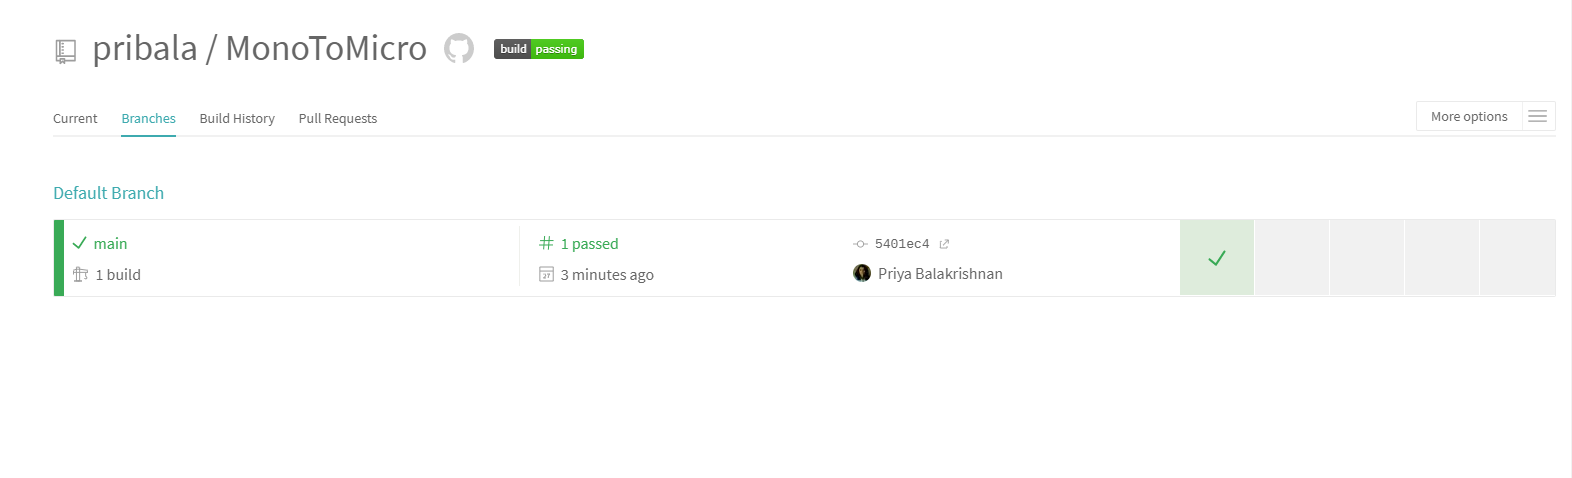 pribala / MonoToMicro build passing
Current Branches Build History Pull Requests More options
Default Branch
main 1 passed 5401ec4
1 build 3 minutes ago Priya Balakrishnan